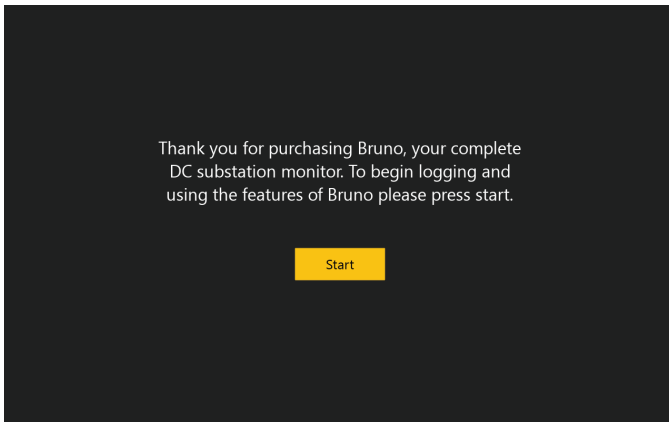 Thank you for purchasing Bruno, your complete
DC substation monitor. To begin logging and
using the features of Bruno please press start.
Start